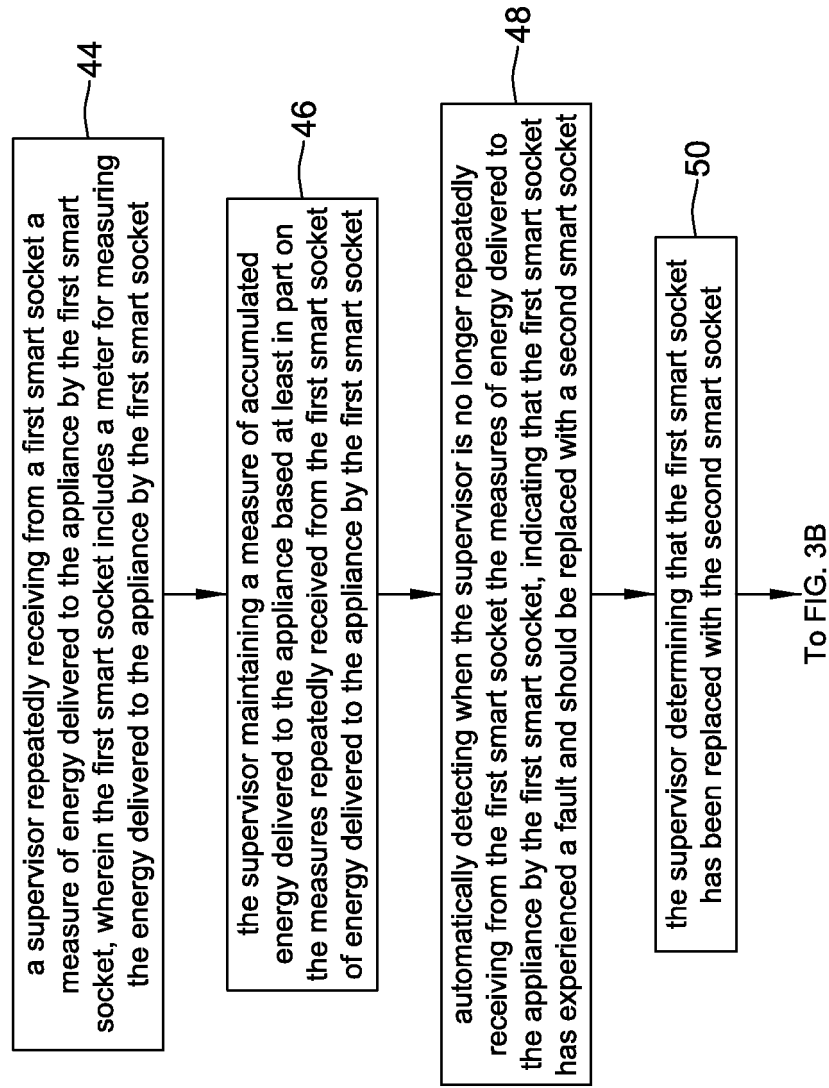 a supervisor repeatedly receiving from a first smart socket a
measure of energy delivered to the appliance by the first smart
socket, wherein the first smart socket includes a meter for measuring
the energy delivered to the appliance by the first smart socket
44
the supervisor maintaining a measure of accumulated
energy delivered to the appliance based at least in part on
the measures repeatedly received from the first smart socket
of energy delivered to the appliance by the first smart socket
46
automatically detecting when the supervisor is no longer repeatedly
receiving from the first smart socket the measures of energy delivered to
the appliance by the first smart socket, indicating that the first smart socket
has experienced a fault and should be replaced with a second smart socket
48
the supervisor determining that the first smart socket
has been replaced with the second smart socket
50
To FIG. 3B